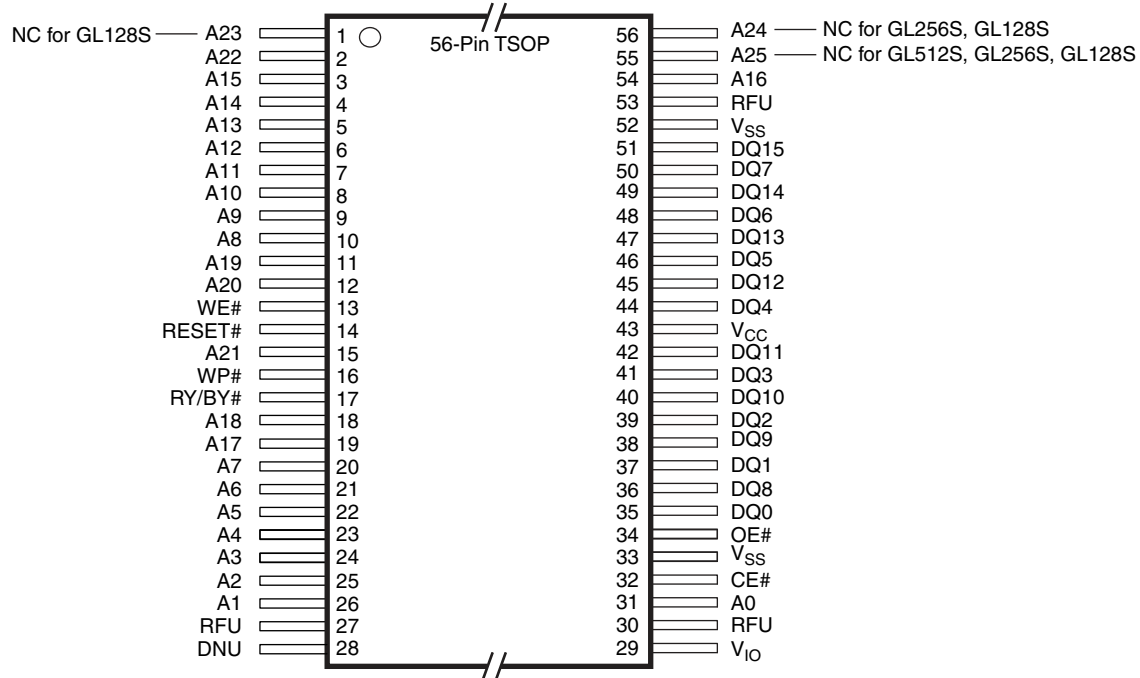 56-Pin TSOP
NC for GL128S A23 1 56 A24 NC for GL256S, GL128S
A22 2 55 A25 NC for GL512S, GL256S, GL128S
A15 3 54 A16
A14 4 53 RFU
A13 5 52 VSS
A12 6 51 DQ15
A11 7 50 DQ7
A10 8 49 DQ14
A9 9 48 DQ6
A8 10 47 DQ13
A19 11 46 DQ5
A20 12 45 DQ12
WE# 13 44 DQ4
RESET# 14 43 VCC
A21 15 42 DQ11
WP# 16 41 DQ3
RY/BY# 17 40 DQ10
A18 18 39 DQ2
A17 19 38 DQ9
A7 20 37 DQ1
A6 21 36 DQ8
A5 22 35 DQ0
A4 23 34 OE#
A3 24 33 VSS
A2 25 32 CE#
A1 26 31 A0
RFU 27 30 RFU
DNU 28 29 VIO